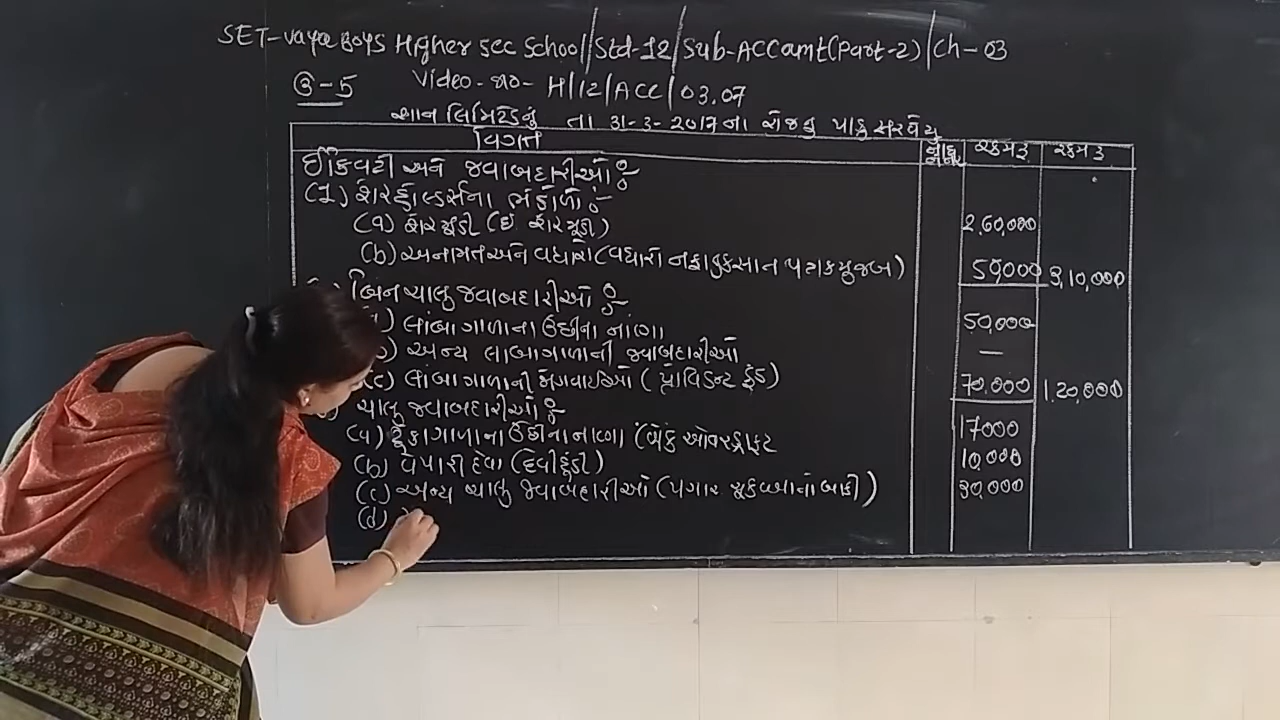 SET-vaya Boys Higher Sec School/Std-12/Sub-ACCamt(Part-2)/Ch-03
Q-5 Video-no- H/12/ACC/03.07
શાન લિમિટેડનું તા 31-3-2017 ના રોજનું પાકું સરવૈયુ
વિગત નોંધ નંબર રકમ રૂ રકમ રૂ
ઈક્વિટી અને જવાબદારીઓ :-
(1) શેરહોલ્ડર્સના ભંડોળો :-
(a) શેરમૂડી (ઈ શેરમૂડી) 2,60,000
(b) અનામત અને વધારો (વધારો નફાનુકસાન પત્રક મુજબ) 50,000 3,10,000
બિન ચાલુ જવાબદારીઓ :-
લાંબાગાળાના ઉછીના નાણા 50,000
અન્ય લાંબાગાળાની જવાબદારીઓ —
(c) લાંબાગાળાની જોગવાઈઓ (પ્રોવિડન્ટ ફંડ) 70,000 1,20,000
ચાલુ જવાબદારીઓ :-
(a) ટૂંકાગાળાના ઉછીના નાણા (બેંક ઓવરડ્રાફ્ટ 17000
(b) વેપારી દેવા (દેવીહૂંડી) 10,000
(c) અન્ય ચાલુ જવાબદારીઓ (પગાર ચૂકવવાનો બાકી) 30,000
(d)